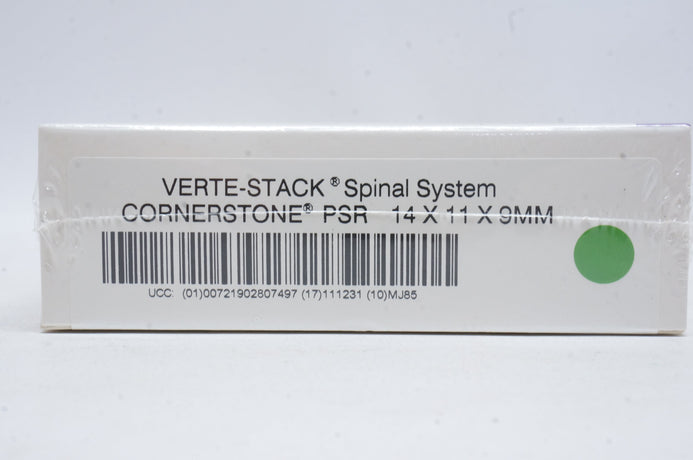 VERTE-STACK® Spinal System
CORNERSTONE® PSR 14 X 11 X 9MM
UCC: (01)00721902807497 (17)111231 (10)MJ85